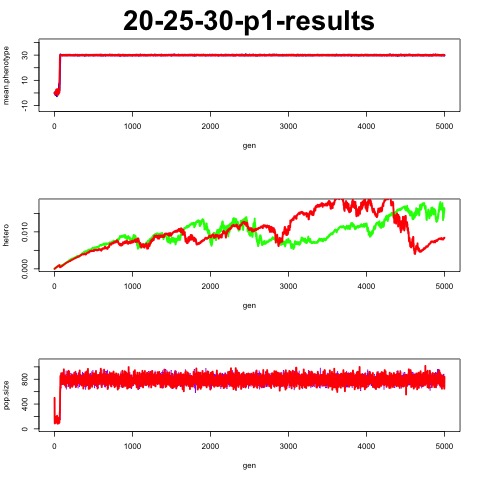 20-25-30-p1-results
mean.phenotype
-10 10 30
0 1000 2000 3000 4000 5000
gen
hetero
0.000 0.010
0 1000 2000 3000 4000 5000
gen
pop.size
0 400 800
0 1000 2000 3000 4000 5000
gen